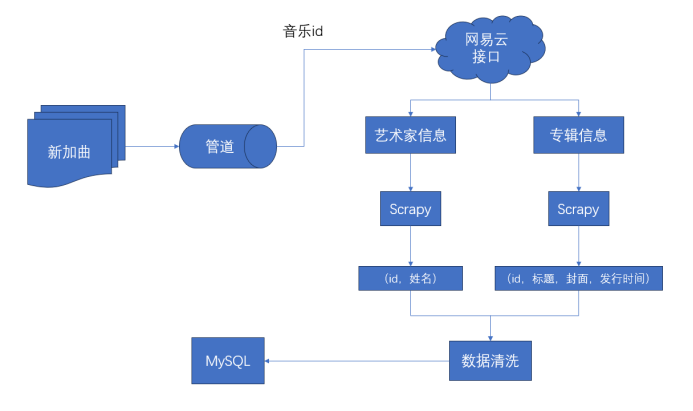 音乐id
网易云
接口
新加曲
管道
艺术家信息
专辑信息
Scrapy
Scrapy
（id，姓名）
（id，标题，封面，发行时间）
MySQL
数据清洗